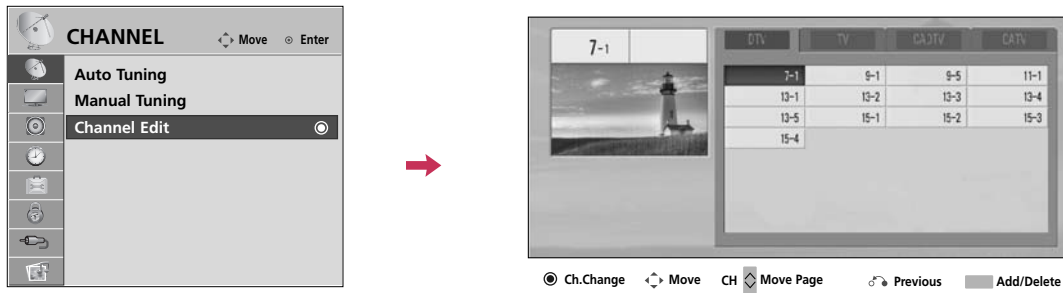 CHANNEL Move Enter
Auto Tuning
Manual Tuning
Channel Edit
7-1
DTV TV CADTV CATV
7-1 9-1 9-5 11-1
13-1 13-2 13-3 13-4
13-5 15-1 15-2 15-3
15-4
Ch.Change Move CH Move Page Previous Add/Delete